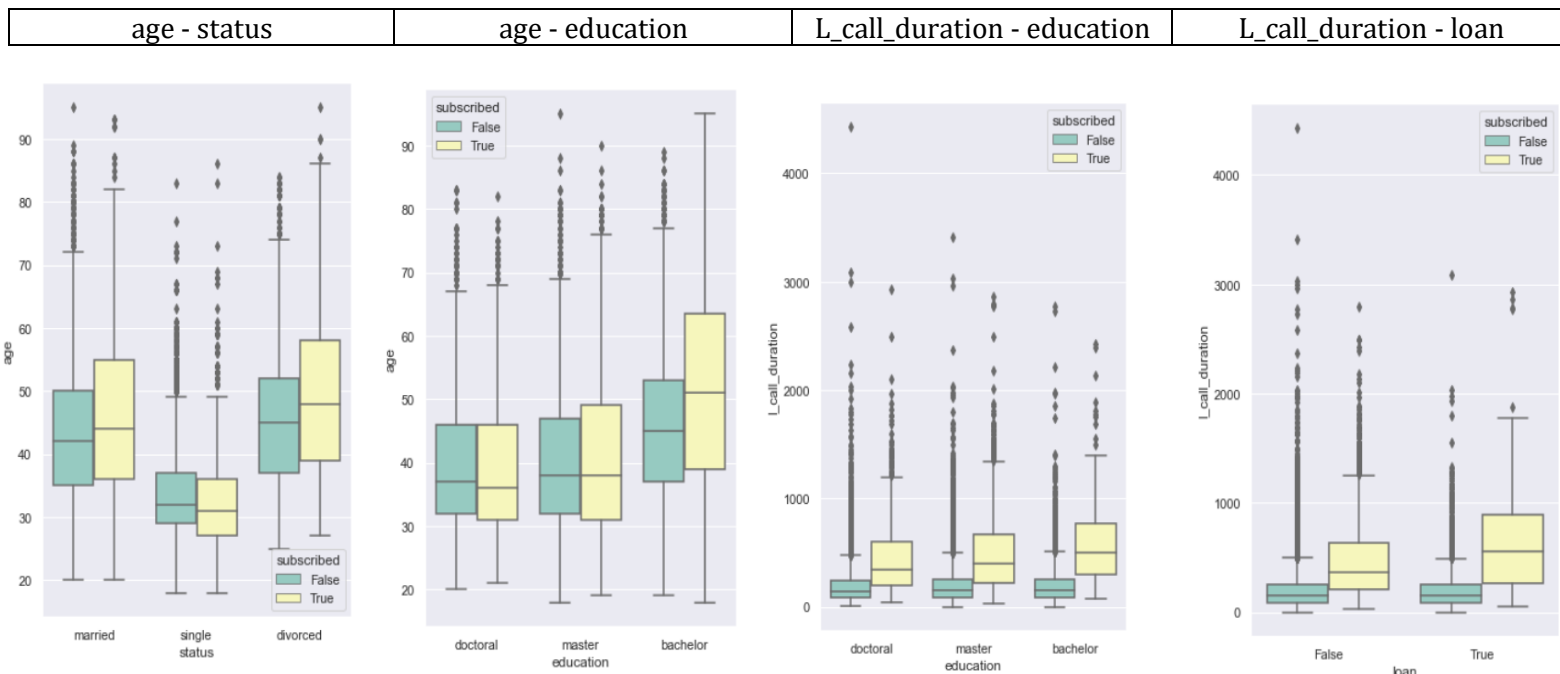 age - status
age - education
L_call_duration - education
L_call_duration - loan
90
80
70
60
50
40
30
20
age
married
single
divorced
status
subscribed
False
True
90
80
70
60
50
40
30
20
age
doctoral
master
bachelor
education
subscribed
False
True
4000
3000
2000
1000
0
l_call_duration
doctoral
master
bachelor
education
subscribed
False
True
4000
3000
2000
1000
0
l_call_duration
False
True
loan
subscribed
False
True